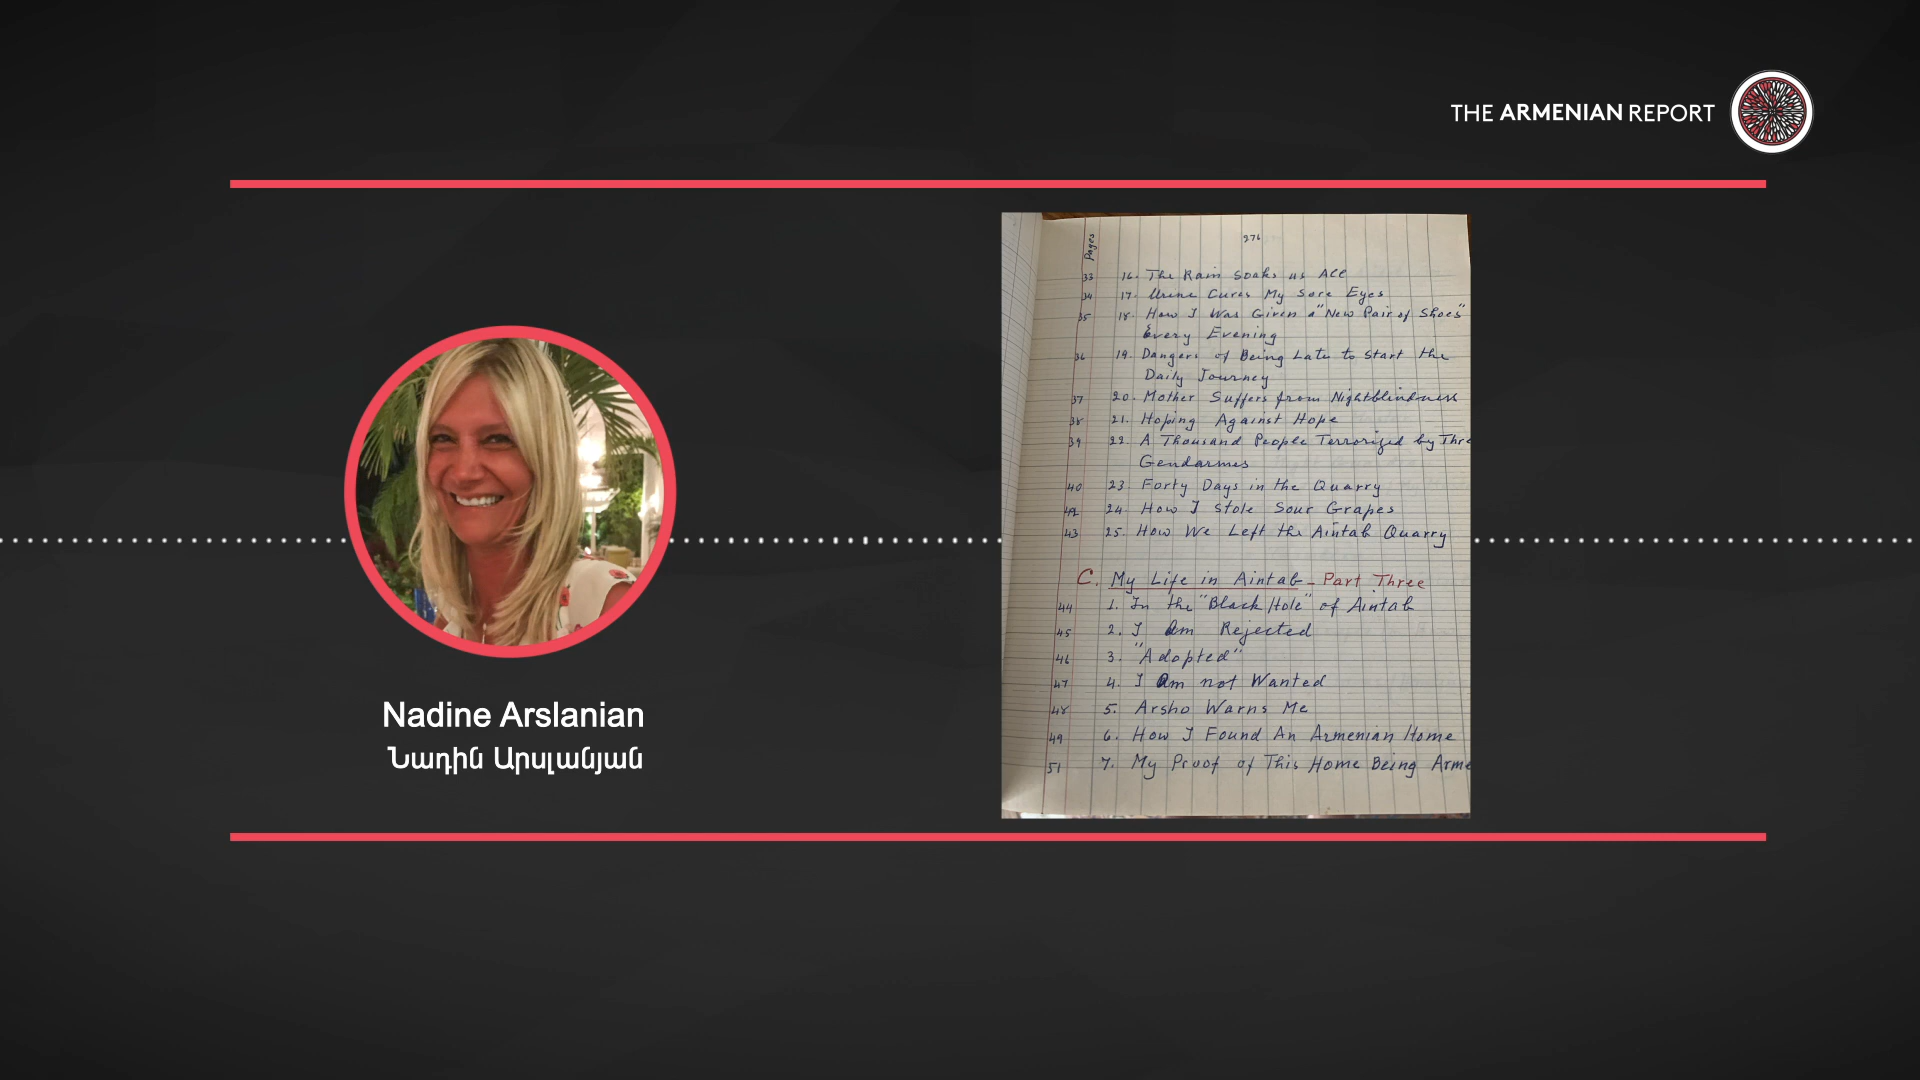 THE ARMENIAN REPORT
Nadine Arslanian
Նադին Արսլանյան
276
Pages
33 16. The Rain Soaks us All
34 17. Urine Cures My Sore Eyes
35 18. How I Was Given a "New Pair of Shoes"
Every Evening
36 19. Dangers of Being Late to Start the
Daily Journey
37 20. Mother Suffers from Nightblindness
38 21. Hoping Against Hope
39 22. A Thousand People Terrorized by Thre
Gendarmes
40 23. Forty Days in the Quarry
42 24. How I Stole Sour Grapes
43 25. How We Left the Aintab Quarry
C. My Life in Aintab - Part Three
44 1. In the "Black Hole" of Aintab
45 2. I Am Rejected
46 3. "Adopted"
47 4. I Am not Wanted
48 5. Arsho Warns Me
49 6. How I Found An Armenian Home
51 7. My Proof of This Home Being Arme